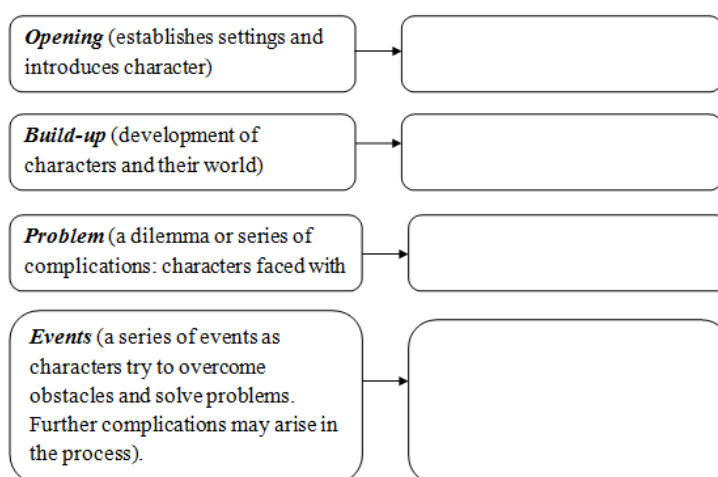 Opening (establishes settings and
introduces character)
Build-up (development of
characters and their world)
Problem (a dilemma or series of
complications: characters faced with
Events (a series of events as
characters try to overcome
obstacles and solve problems.
Further complications may arise in
the process).